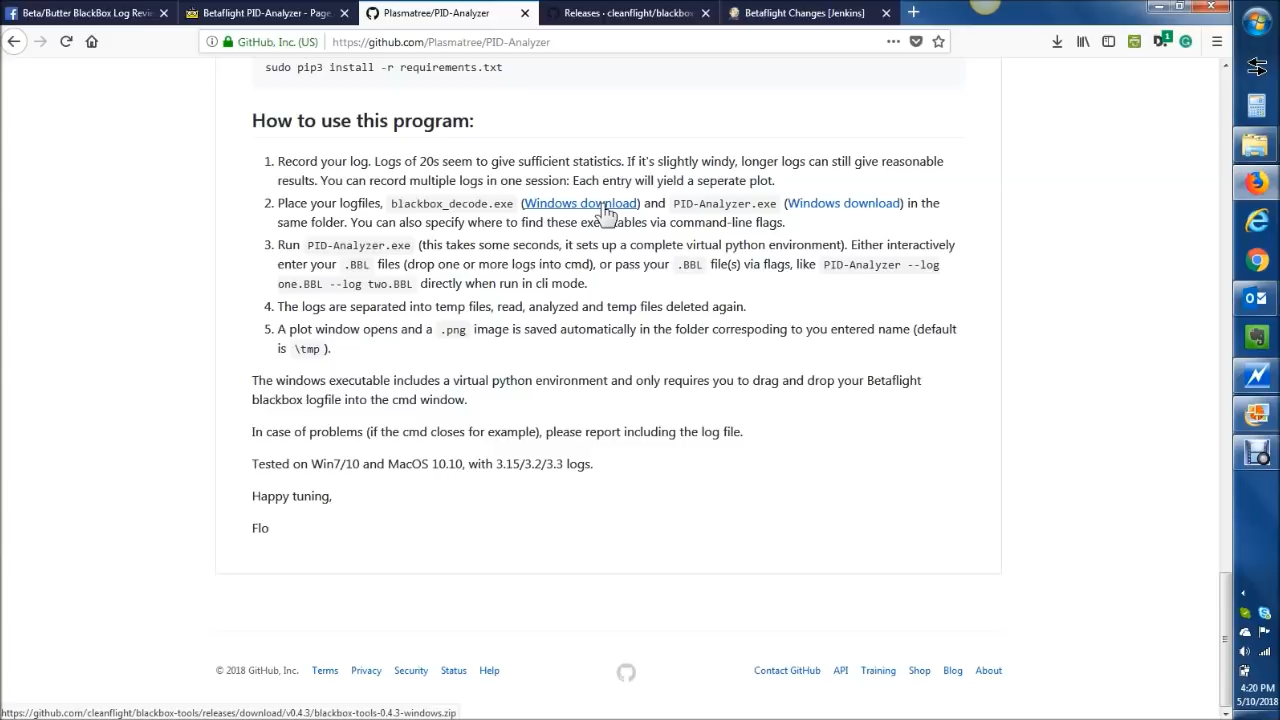 Beta/Butter BlackBox Log Revi
Betaflight PID-Analyzer - Page
Plasmatree/PID-Analyzer
Releases · cleanflight/blackbox
Betaflight Changes [Jenkins]
GitHub, Inc. (US)
https://github.com/Plasmatree/PID-Analyzer
sudo pip3 install -r requirements.txt
How to use this program:
1. Record your log. Logs of 20s seem to give sufficient statistics. If it's slightly windy, longer logs can still give reasonable
results. You can record multiple logs in one session: Each entry will yield a seperate plot.
2. Place your logfiles, blackbox_decode.exe (Windows download) and PID-Analyzer.exe (Windows download) in the
same folder. You can also specify where to find these executables via command-line flags.
3. Run PID-Analyzer.exe (this takes some seconds, it sets up a complete virtual python environment). Either interactively
enter your .BBL files (drop one or more logs into cmd), or pass your .BBL file(s) via flags, like PID-Analyzer --log
one.BBL --log two.BBL directly when run in cli mode.
4. The logs are separated into temp files, read, analyzed and temp files deleted again.
5. A plot window opens and a .png image is saved automatically in the folder correspoding to you entered name (default
is \tmp ).
The windows executable includes a virtual python environment and only requires you to drag and drop your Betaflight
blackbox logfile into the cmd window.
In case of problems (if the cmd closes for example), please report including the log file.
Tested on Win7/10 and MacOS 10.10, with 3.15/3.2/3.3 logs.
Happy tuning,
Flo
© 2018 GitHub, Inc. Terms Privacy Security Status Help
Contact GitHub API Training Shop Blog About
https://github.com/cleanflight/blackbox-tools/releases/download/v0.4.3/blackbox-tools-0.4.3-windows.zip
4:20 PM
5/10/2018